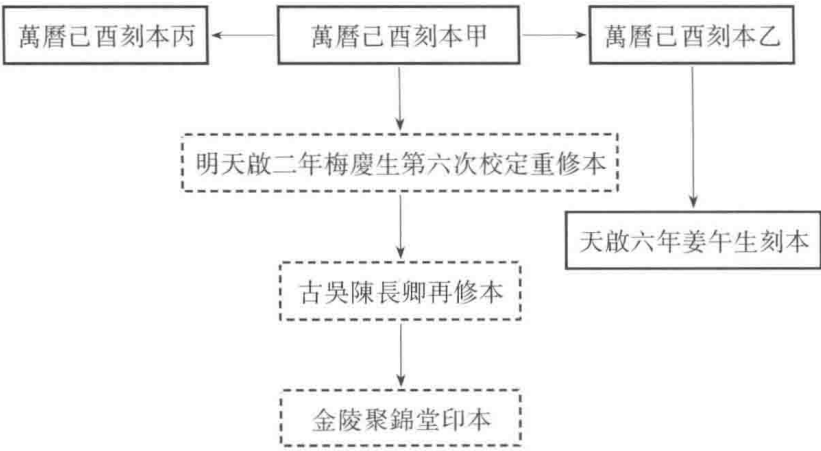 萬曆己酉刻本丙
萬曆己酉刻本甲
萬曆己酉刻本乙
明天啟二年梅慶生第六次校定重修本
天啟六年姜午生刻本
古吳陳長卿再修本
金陵聚錦堂印本